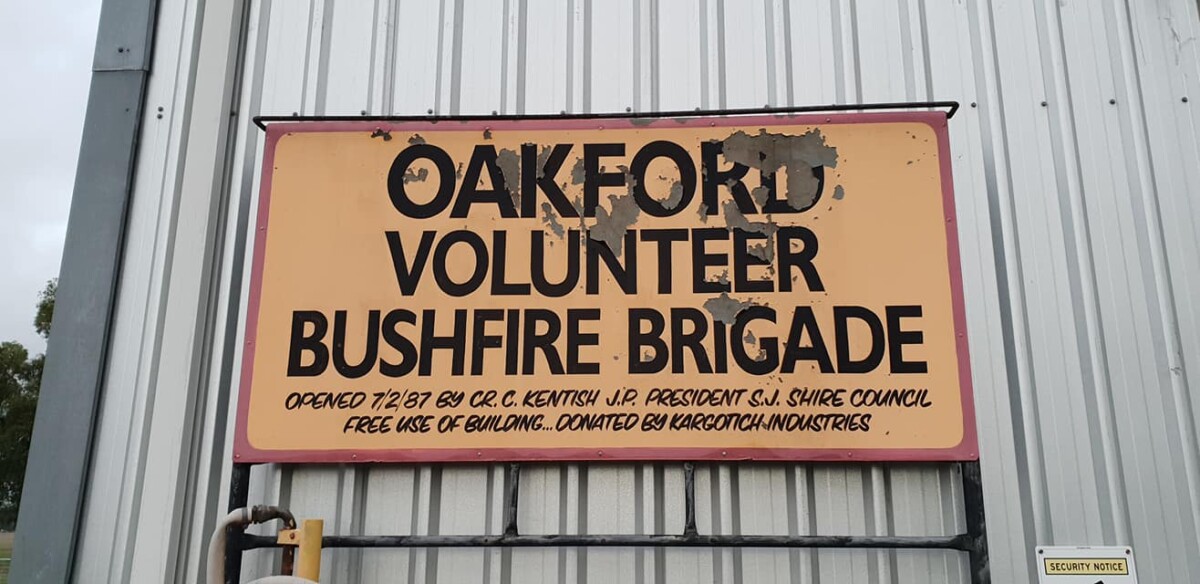 OAKFORD
VOLUNTEER
BUSHFIRE BRIGADE
OPENED 7/2/87 BY CR. C. KENTISH J.P. PRESIDENT S.J. SHIRE COUNCIL
FREE USE OF BUILDING... DONATED BY KARGOTICH INDUSTRIES
SECURITY NOTICE